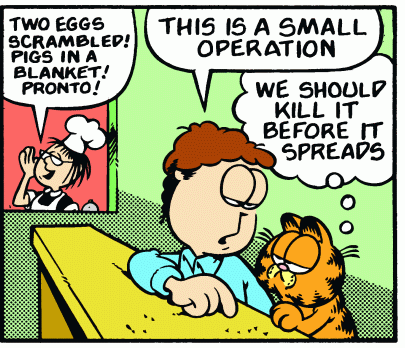 TWO EGGS
SCRAMBLED!
PIGS IN A
BLANKET!
PRONTO!
THIS IS A SMALL
OPERATION
WE SHOULD
KILL IT
BEFORE IT
SPREADS